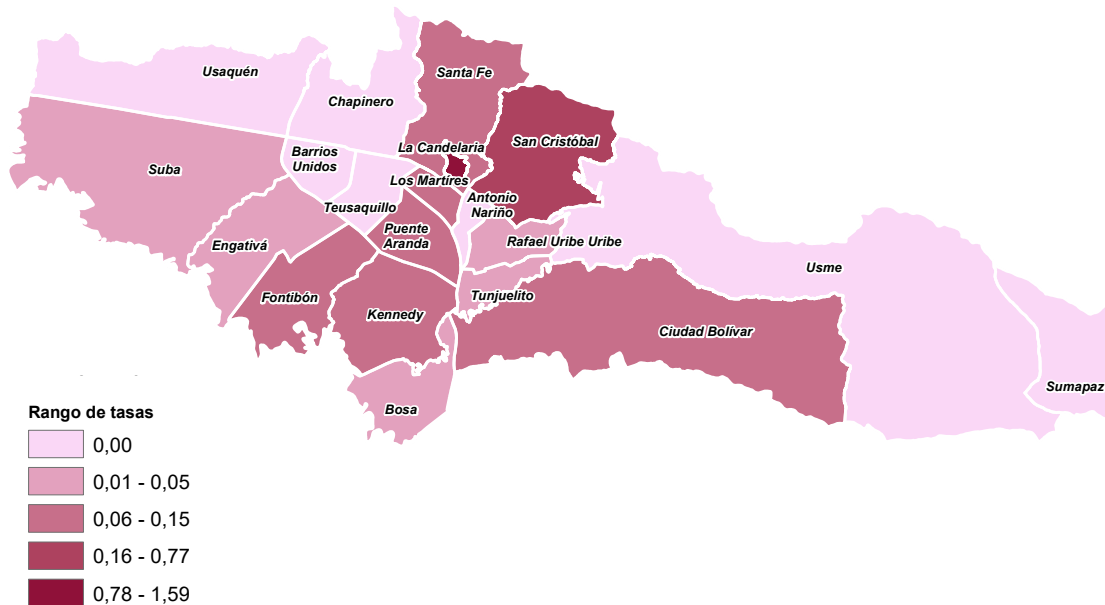 Usaquén
Santa Fe
Chapinero
San Cristóbal
La Candelaria
Barrios
Unidos
Suba
Los Martíres
Antonio
Nariño
Teusaquillo
Puente
Aranda
Engativá
Rafael Uribe Uribe
Usme
Fontibón
Tunjuelito
Kennedy
Ciudad Bolívar
Sumapaz
Bosa
Rango de tasas
0,00
0,01 - 0,05
0,06 - 0,15
0,16 - 0,77
0,78 - 1,59